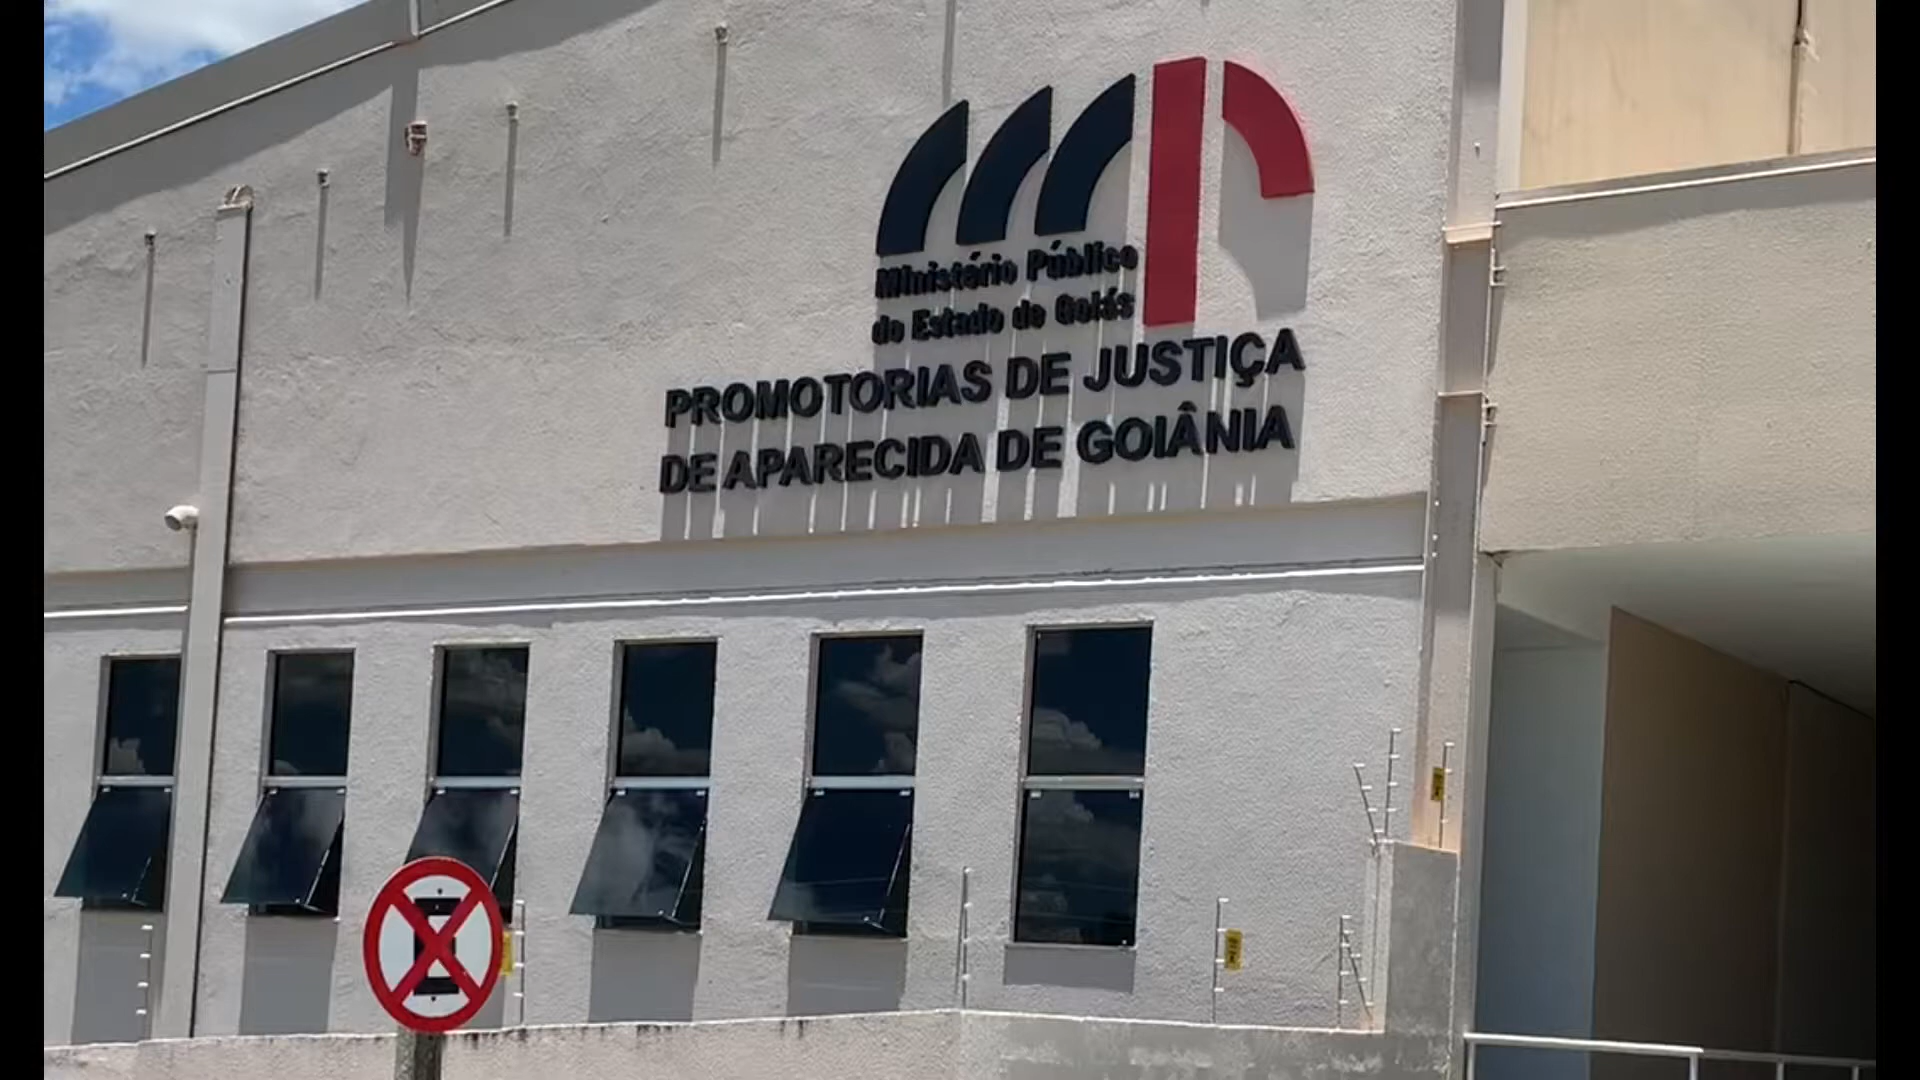 Ministério Público
do Estado de Goiás
PROMOTORIAS DE JUSTIÇA
DE APARECIDA DE GOIÂNIA